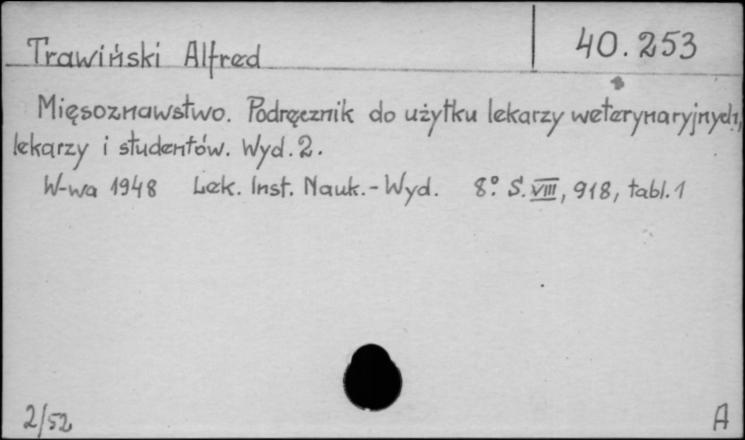 Trawiński Alfred
40.253
Mięsoznawstwo. Podręcznik do użytku lekarzy weterynaryjnych,
lekarzy i studentów. Wyd. 2.
W-wa 1948 Lek. Inst. Nauk.-Wyd. 8° S. VIII, 918, tabl. 1
2/52
A